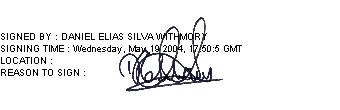 SIGNED BY : DANIEL ELIAS SILVA WITHMORY
SIGNING TIME : Wednesday, May 19 2004, 17:50:5 GMT
LOCATION :
REASON TO SIGN :